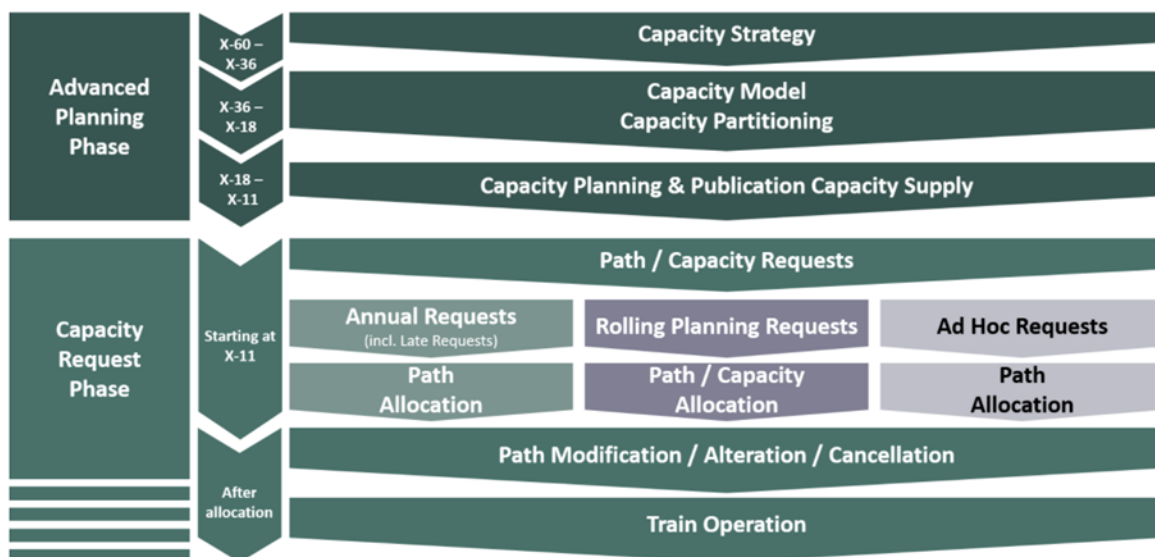 Advanced
Planning
Phase
X-60 –
X-36
Capacity Strategy
X-36 –
X-18
Capacity Model
Capacity Partitioning
X-18 –
X-11
Capacity Planning & Publication Capacity Supply
Capacity
Request
Phase
Starting at
X-11
Path / Capacity Requests
Annual Requests
(incl. Late Requests)
Rolling Planning Requests
Ad Hoc Requests
Path
Allocation
Path / Capacity
Allocation
Path
Allocation
After
allocation
Path Modification / Alteration / Cancellation
Train Operation